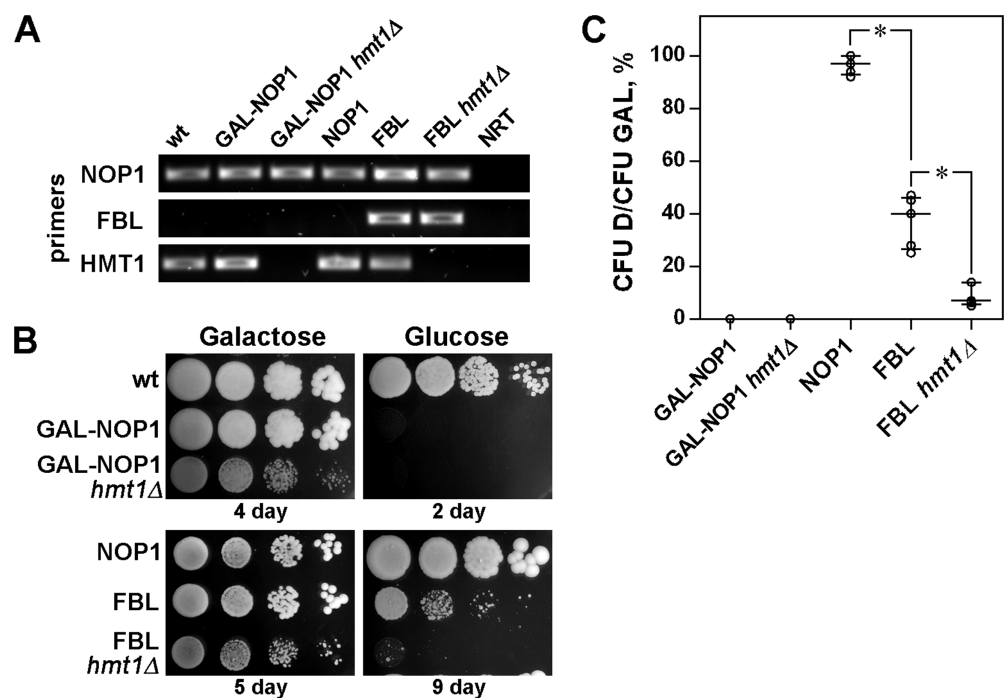 A
wt
GAL-NOP1
GAL-NOP1 hmt1Δ
NOP1
FBL
FBL hmt1Δ
NRT
primers
NOP1
FBL
HMT1
B
Galactose
Glucose
wt
GAL-NOP1
GAL-NOP1
hmt1Δ
4 day
2 day
NOP1
FBL
FBL
hmt1Δ
5 day
9 day
C
CFU D/CFU GAL, %
100
80
60
40
20
0
*
*
GAL-NOP1
GAL-NOP1 hmt1Δ
NOP1
FBL
FBL hmt1Δ